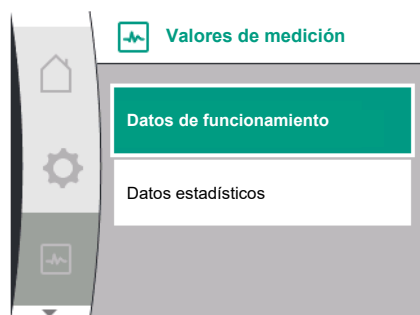 Valores de medición
Datos de funcionamiento
Datos estadísticos